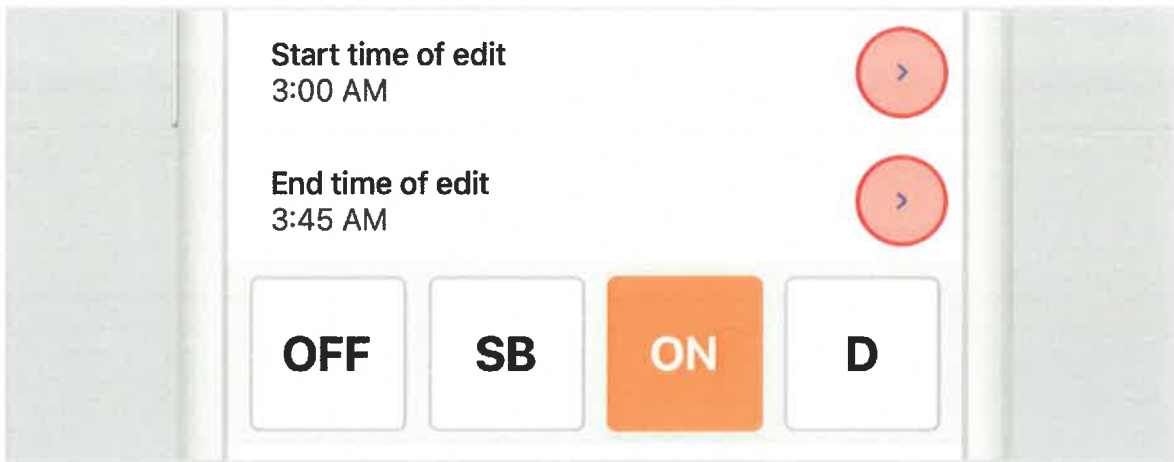 Start time of edit
3:00 AM
End time of edit
3:45 AM
OFF SB ON D